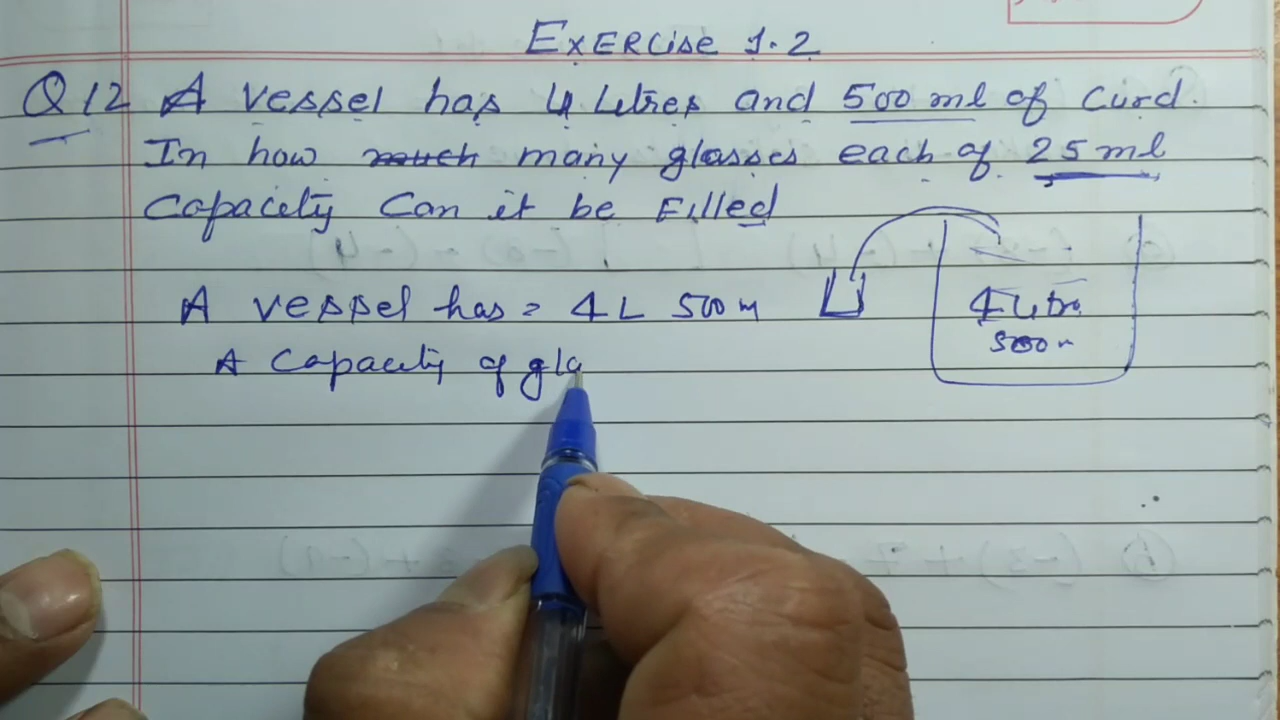 Exercise 1.2
Q12 A vessel has 4 Litres and 500 ml of Curd.
In how much many glasses each of 25 ml
Capacity Can it be Filled
A vessel has = 4 L 500 m
4 Litre
500 m
A Capacity of gla